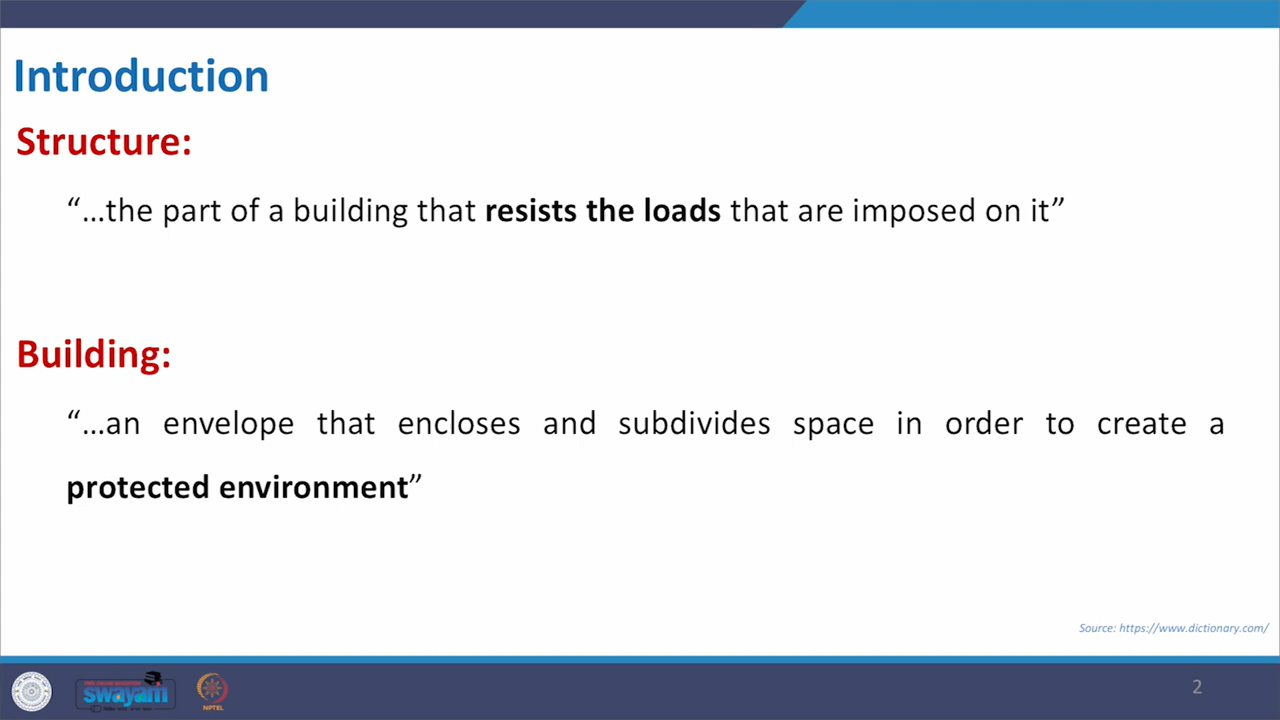 Introduction
Structure:
“...the part of a building that resists the loads that are imposed on it”
Building:
“...an envelope that encloses and subdivides space in order to create a
protected environment”
Source: https://www.dictionary.com/
swayam
NPTEL
2